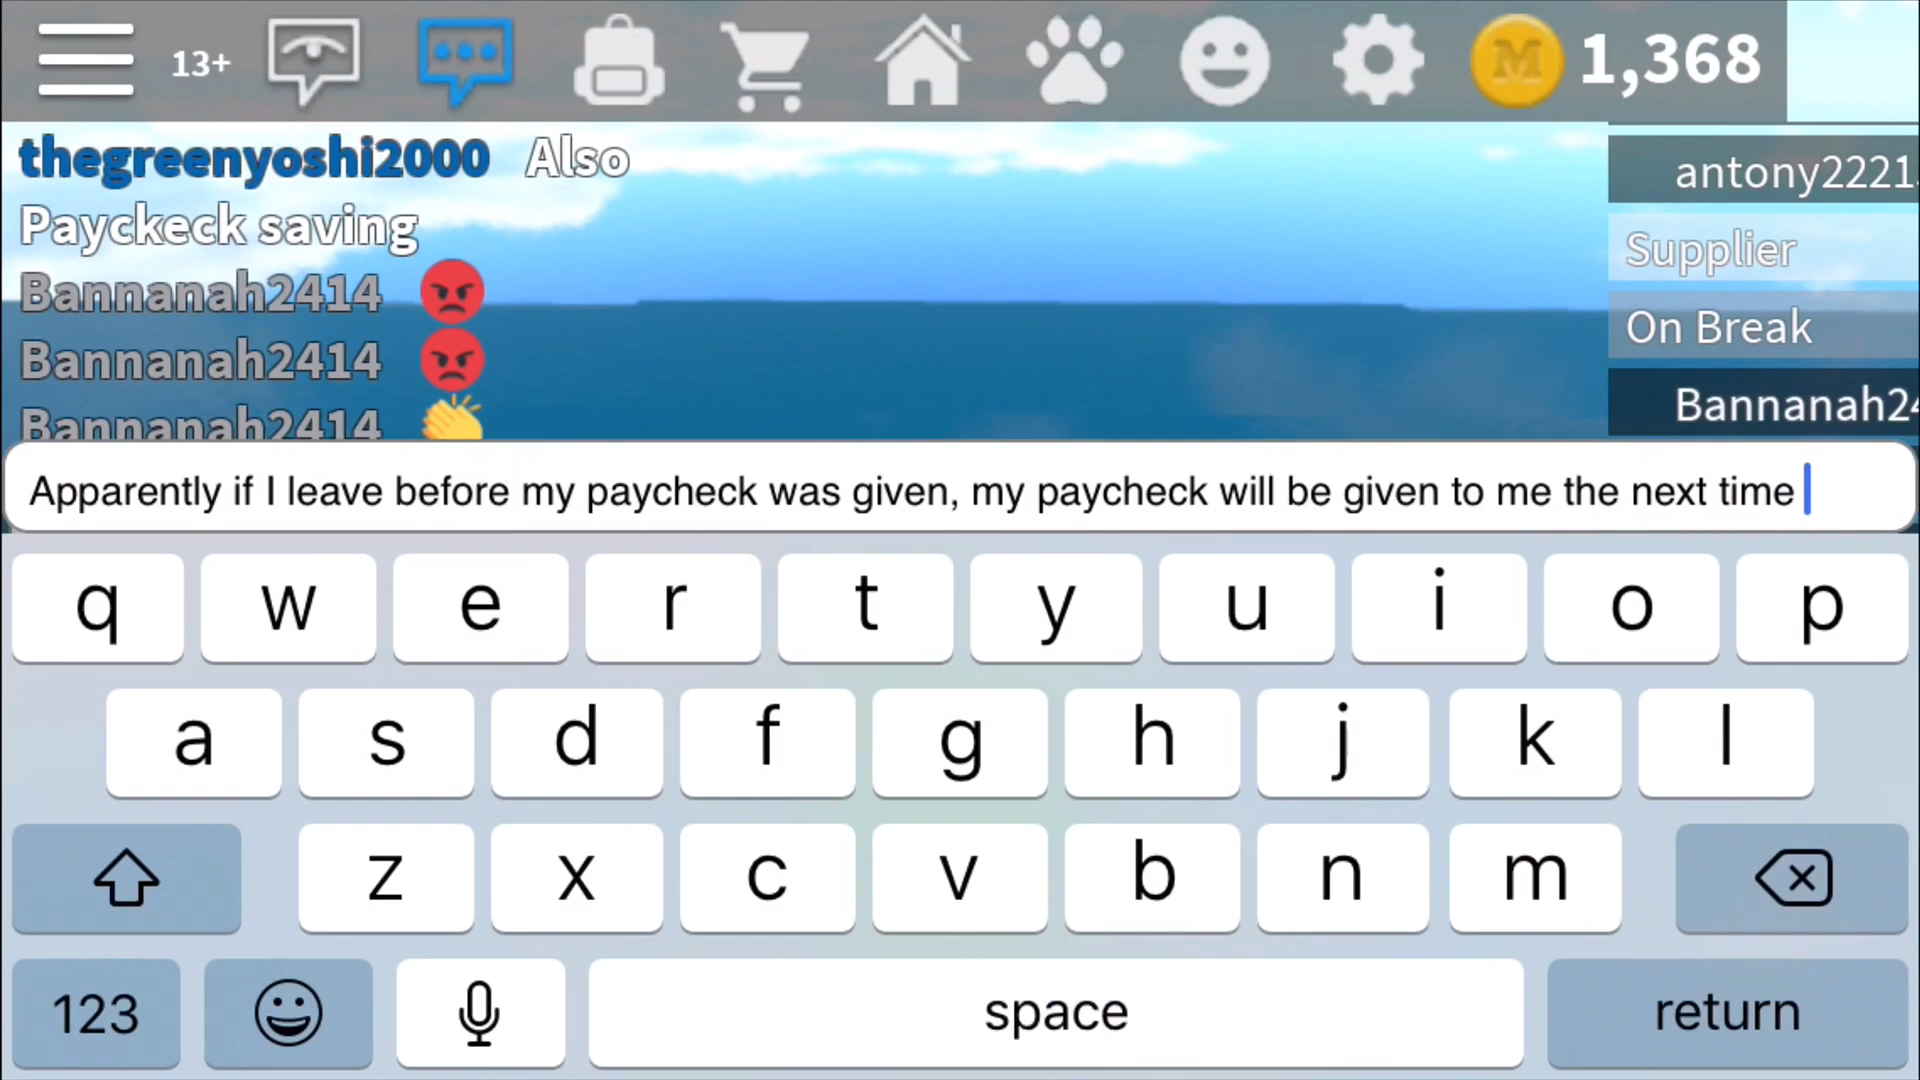 13+
M
1,368
thegreenyoshi2000 Also
Payckeck saving
Bannanah2414
Bannanah2414
Bannanah2414
antony2221
Supplier
On Break
Bannanah24
Apparently if I leave before my paycheck was given, my paycheck will be given to me the next time
q w e r t y u i o p
a s d f g h j k l
z x c v b n m
123 space return